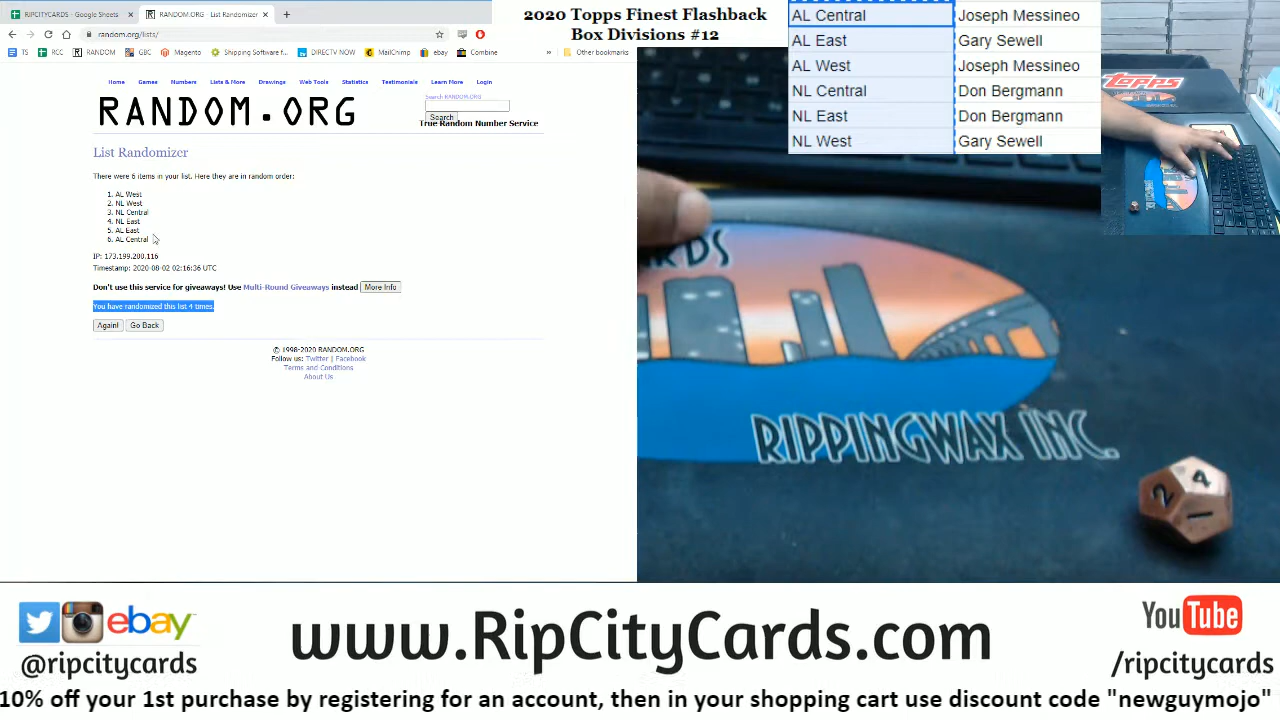 RIPCITYCARDS - Google Sheets
RANDOM.ORG - List Randomizer
random.org/lists/
TS
RCC
RANDOM
GBC
Magento
Shipping Software f...
DIRECTV NOW
MailChimp
ebay
Combine
Other bookmarks
Home
Games
Numbers
Lists & More
Drawings
Web Tools
Statistics
Testimonials
Learn More
Login
RANDOM.ORG
Search RANDOM.ORG
Search
True Random Number Service
List Randomizer
There were 6 items in your list. Here they are in random order:
1. AL West
2. NL West
3. NL Central
4. NL East
5. AL East
6. AL Central
IP: 173.199.200.116
Timestamp: 2020-08-02 02:16:36 UTC
Don't use this service for giveaways! Use Multi-Round Giveaways instead More Info
You have randomized this list 4 times.
Again!
Go Back
© 1998-2020 RANDOM.ORG
Follow us: Twitter | Facebook
Terms and Conditions
About Us
2020 Topps Finest Flashback
Box Divisions #12
AL Central Joseph Messineo
AL East Gary Sewell
AL West Joseph Messineo
NL Central Don Bergmann
NL East Don Bergmann
NL West Gary Sewell
TOPPS
RDS
RIPPINGWAX INC.
2
4
1
ebay
@ripcitycards
www.RipCityCards.com
YouTube
/ripcitycards
10% off your 1st purchase by registering for an account, then in your shopping cart use discount code "newguymojo"